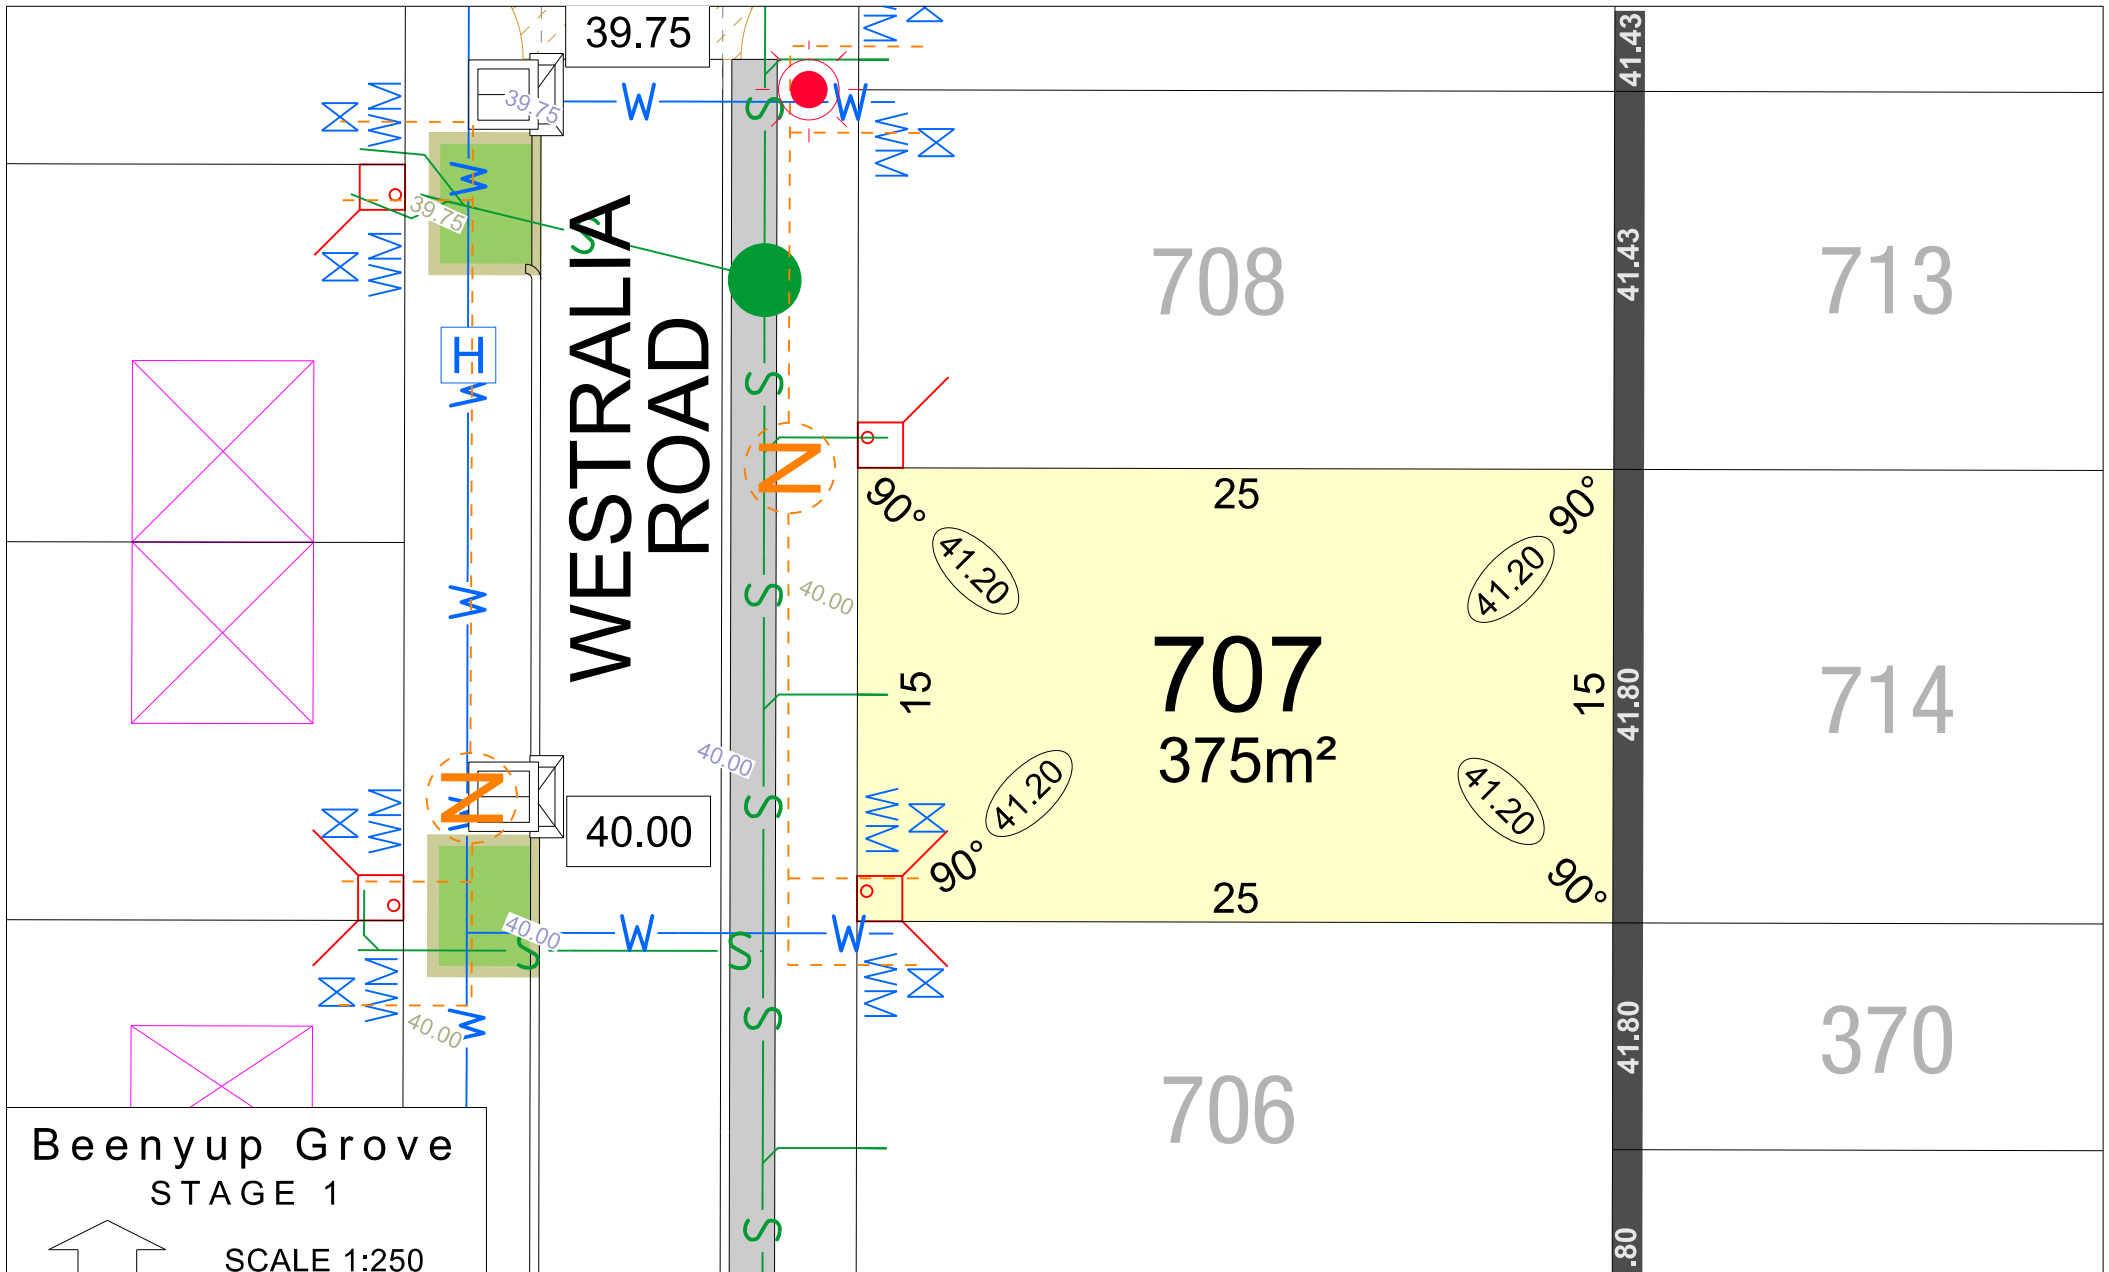 39.75
41.43
39.75
W
W
S
W
39.75
S
WESTRALIA
ROAD
708
41.43
713
H
W
S
N
25
90°
90°
41.20
41.20
W
S
40.00
707
375m²
15
15
41.80
714
40.00
N
W
40.00
S
41.20
41.20
90°
90°
25
W
W
40.00
S
S
40.00
W
S
706
41.80
370
S
.80
Beenyup Grove
STAGE 1
SCALE 1:250